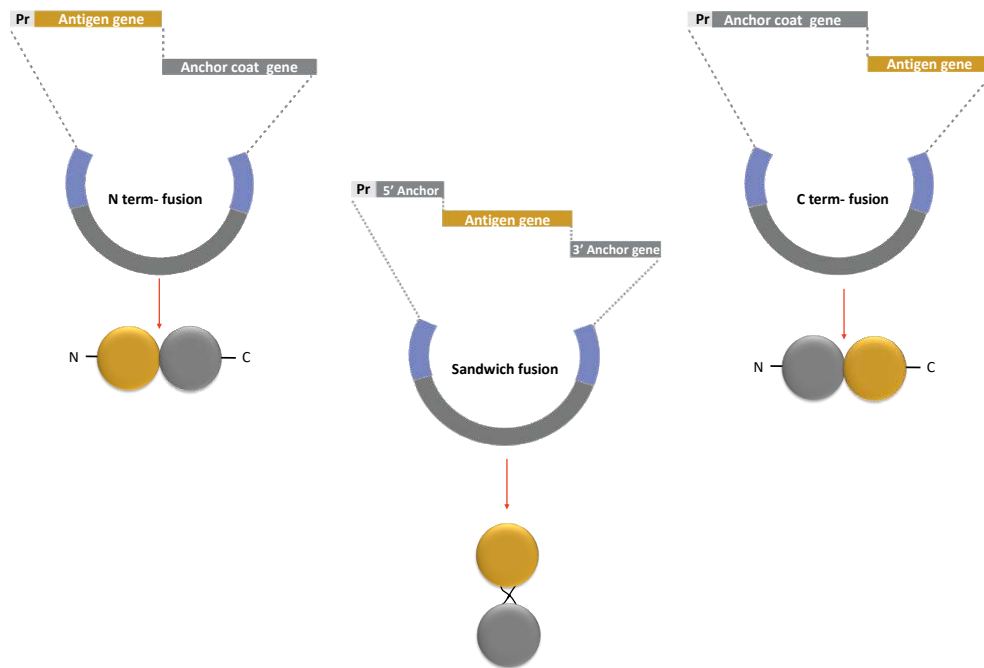 Pr Antigen gene
Anchor coat gene
N term- fusion
N
C
Pr 5' Anchor
Antigen gene
3' Anchor gene
Sandwich fusion
Pr Anchor coat gene
Antigen gene
C term- fusion
N
C